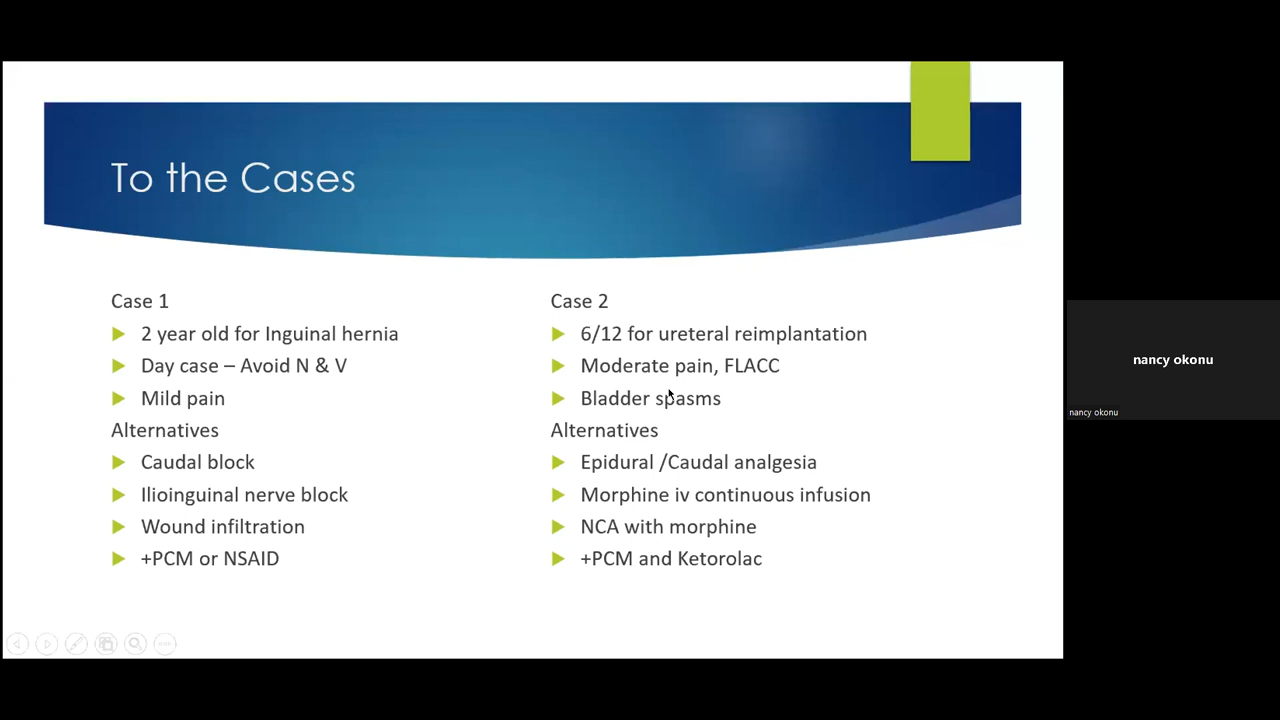 To the Cases
Case 1
2 year old for Inguinal hernia
Day case – Avoid N & V
Mild pain
Alternatives
Caudal block
Ilioinguinal nerve block
Wound infiltration
+PCM or NSAID
Case 2
6/12 for ureteral reimplantation
Moderate pain, FLACC
Bladder spasms
Alternatives
Epidural /Caudal analgesia
Morphine iv continuous infusion
NCA with morphine
+PCM and Ketorolac
nancy okonu
nancy okonu